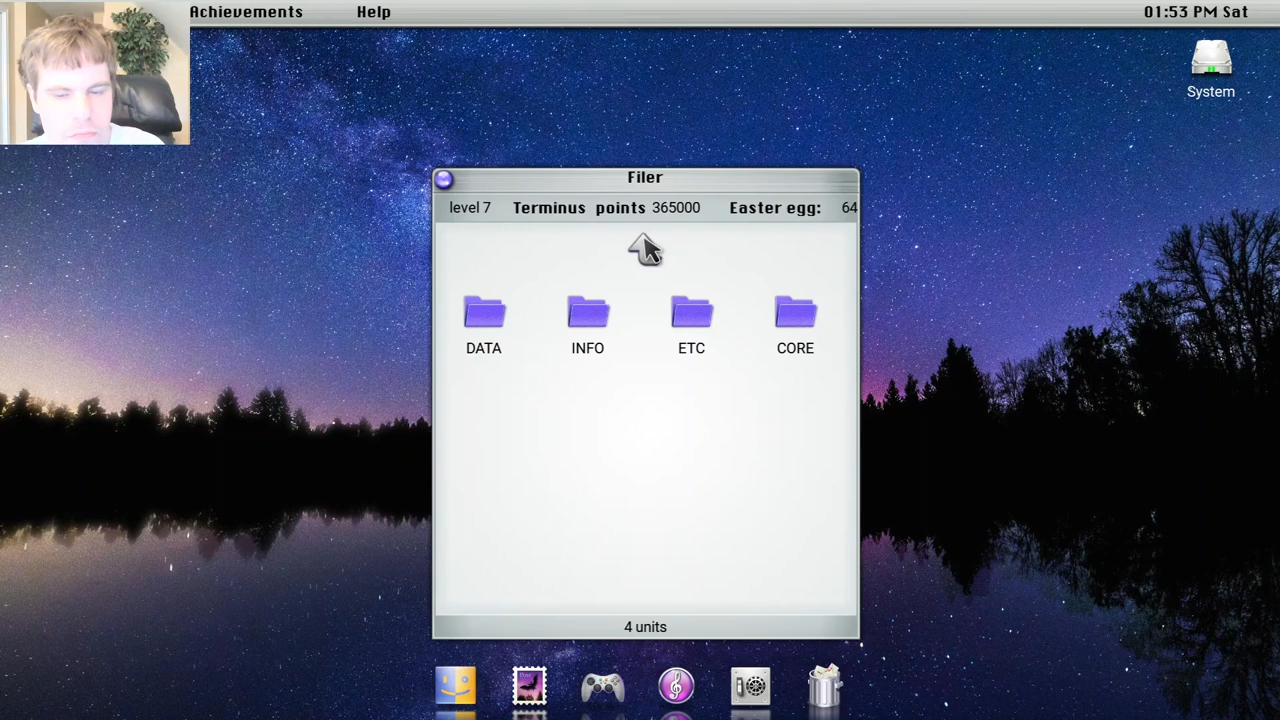 Achievements Help 01:53 PM Sat
System
Filer
level 7 Terminus points 365000 Easter egg: 64
DATA INFO ETC CORE
4 units